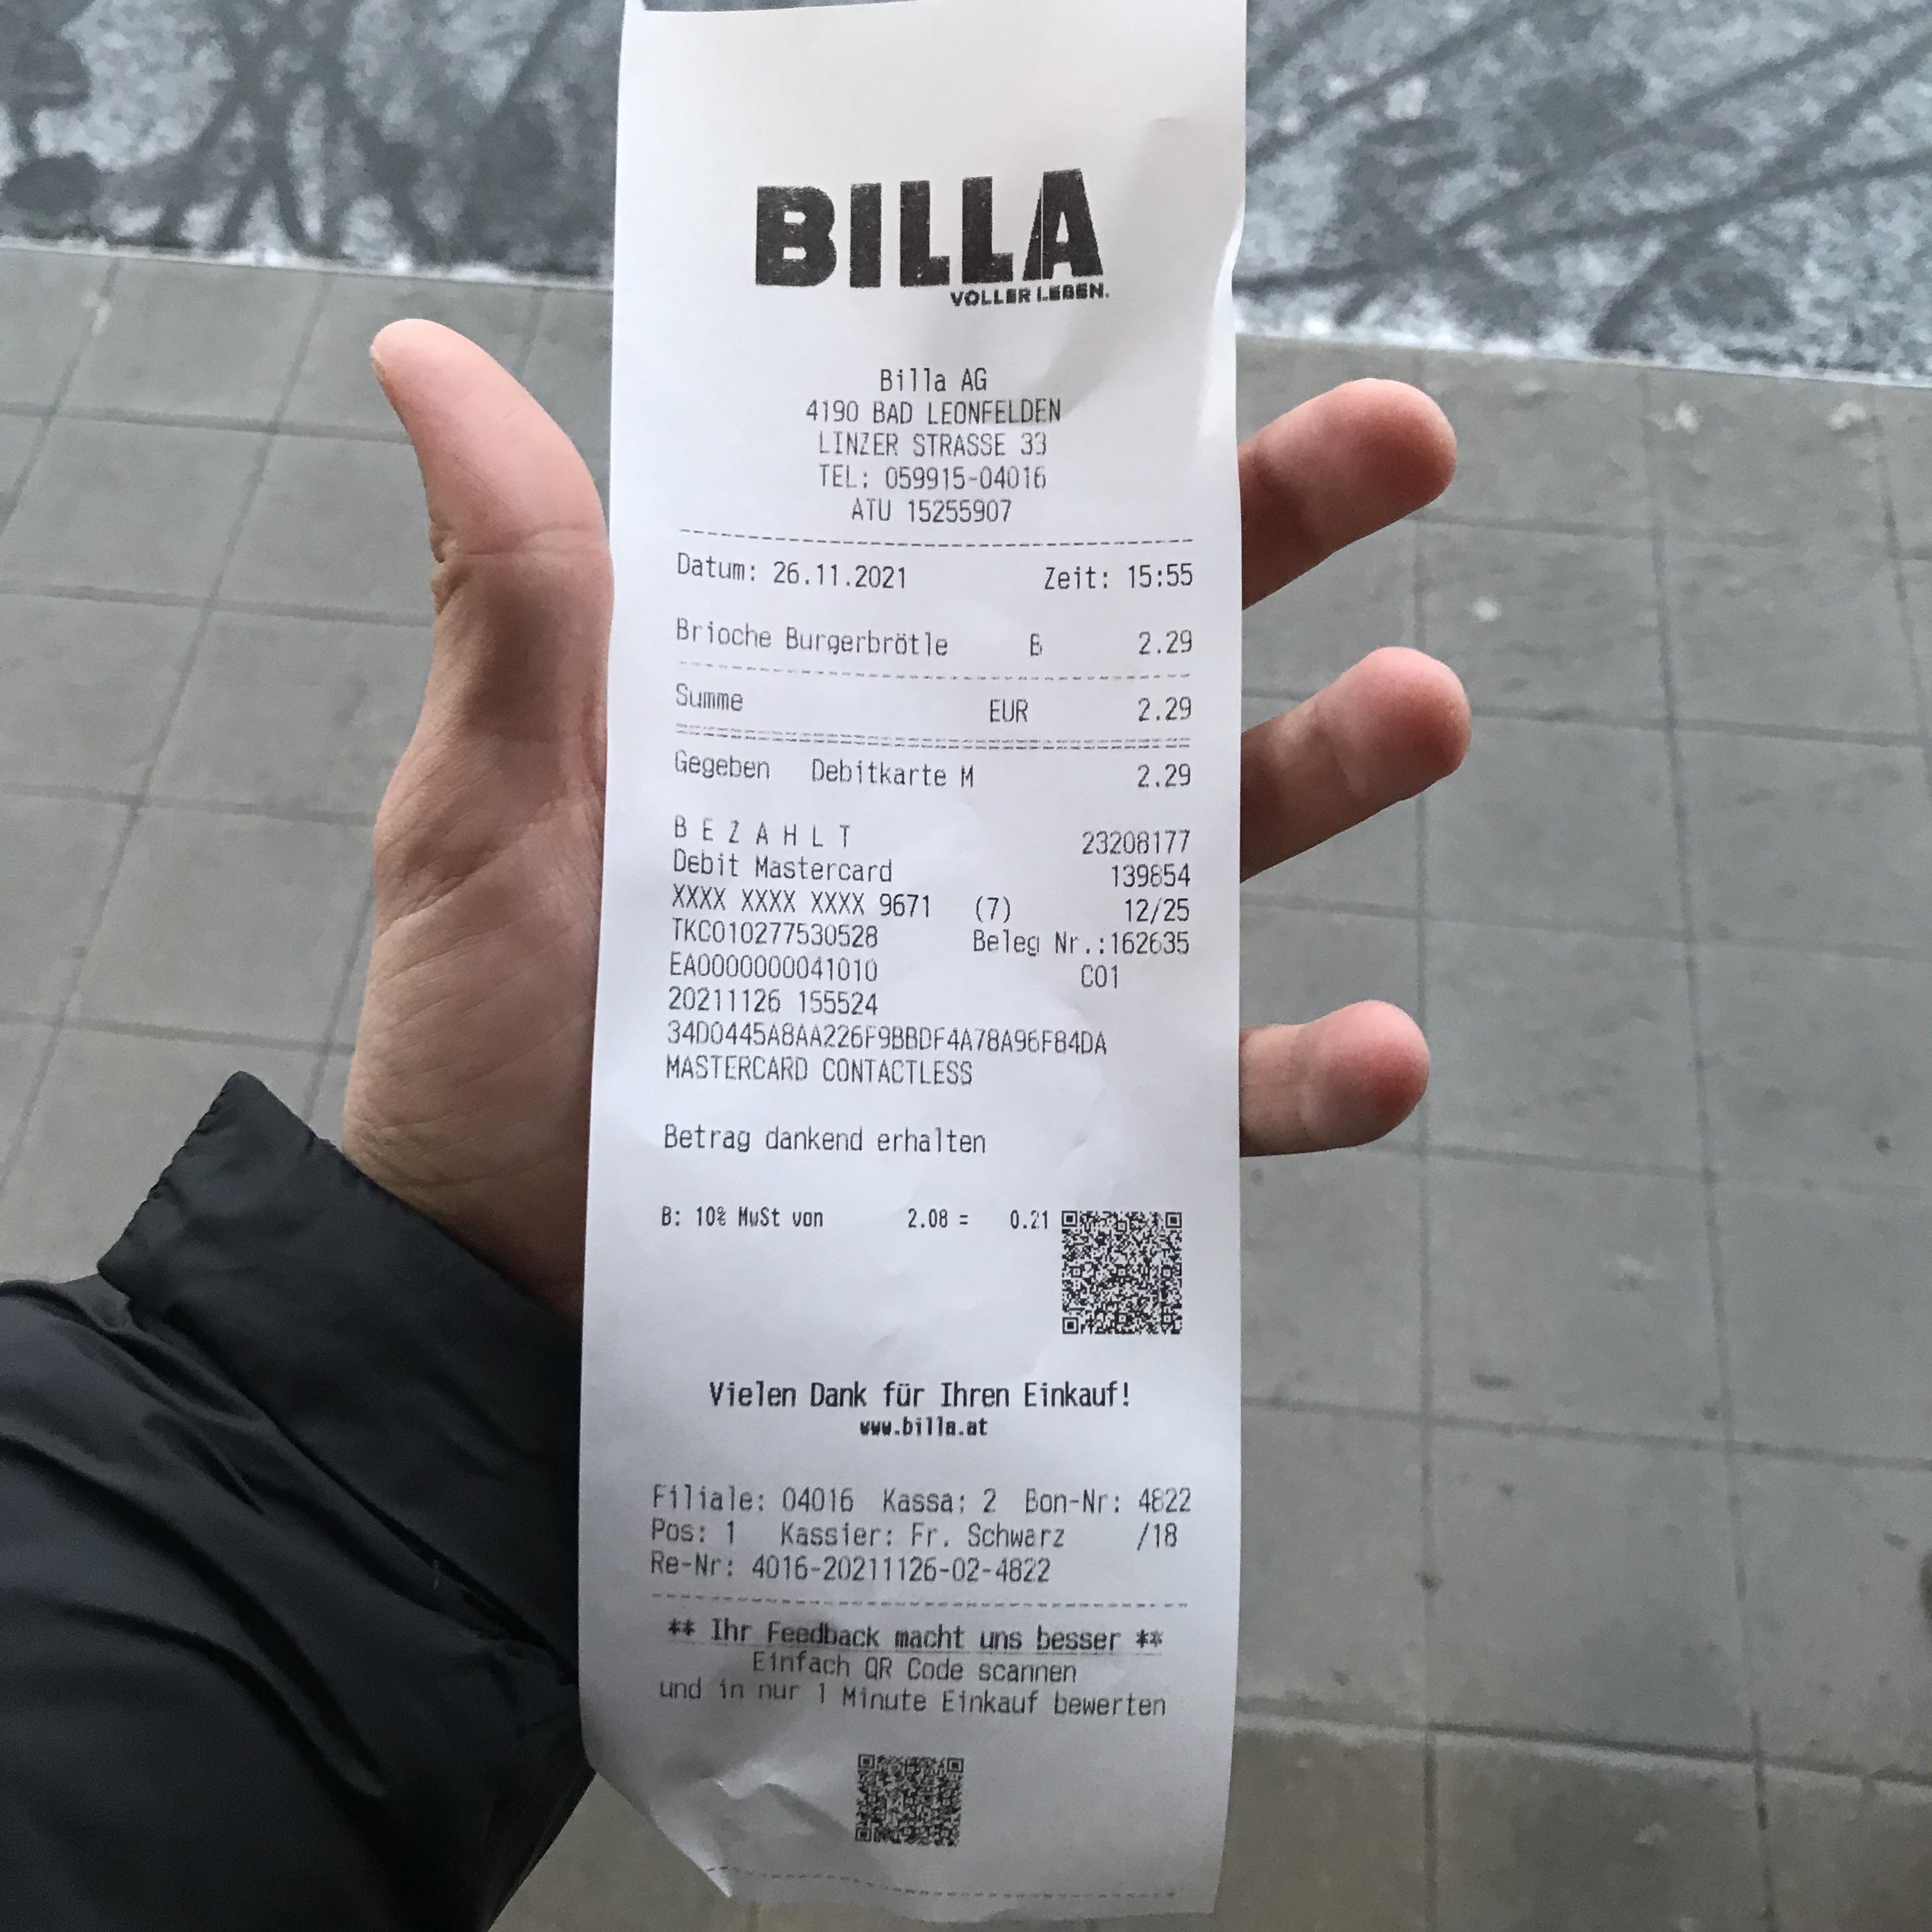 BILLA
VOLLER LEBEN.
Billa AG
4190 BAD LEONFELDEN
LINZER STRASSE 33
TEL: 059915-04016
ATU 15255907
Datum: 26.11.2021 Zeit: 15:55
Brioche Burgerbrötle B 2.29
Summe EUR 2.29
Gegeben Debitkarte M 2.29
B E Z A H L T 23208177
Debit Mastercard 139854
XXXX XXXX XXXX 9671 (7) 12/25
TKC010277530528 Beleg Nr.:162635
EA0000000041010 C01
20211126 155524
34D0445A8AA226F9BBDF4A78A96F84DA
MASTERCARD CONTACTLESS
Betrag dankend erhalten
B: 10% MwSt von 2.08 = 0.21
Vielen Dank für Ihren Einkauf!
www.billa.at
Filiale: 04016 Kassa: 2 Bon-Nr: 4822
Pos: 1 Kassier: Fr. Schwarz /18
Re-Nr: 4016-20211126-02-4822
** Ihr Feedback macht uns besser **
Einfach QR Code scannen
und in nur 1 Minute Einkauf bewerten